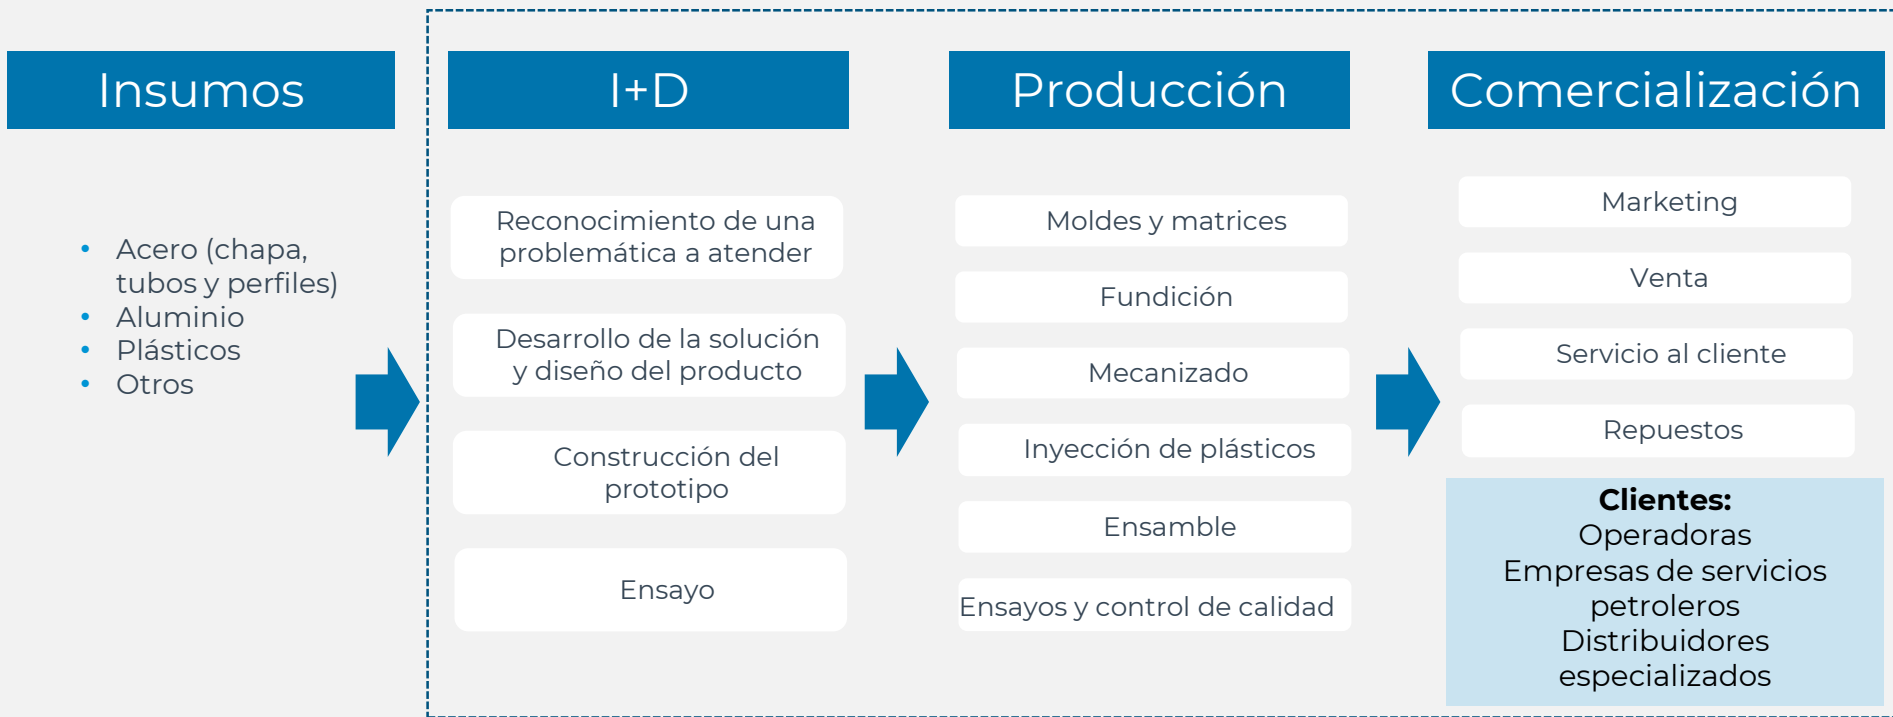 Insumos
Acero (chapa,
tubos y perfiles)
Aluminio
Plásticos
Otros
I+D
Reconocimiento de una
problemática a atender
Desarrollo de la solución
y diseño del producto
Construcción del
prototipo
Ensayo
Producción
Moldes y matrices
Fundición
Mecanizado
Inyección de plásticos
Ensamble
Ensayos y control de calidad
Comercialización
Marketing
Venta
Servicio al cliente
Repuestos
Clientes:
Operadoras
Empresas de servicios
petroleros
Distribuidores
especializados